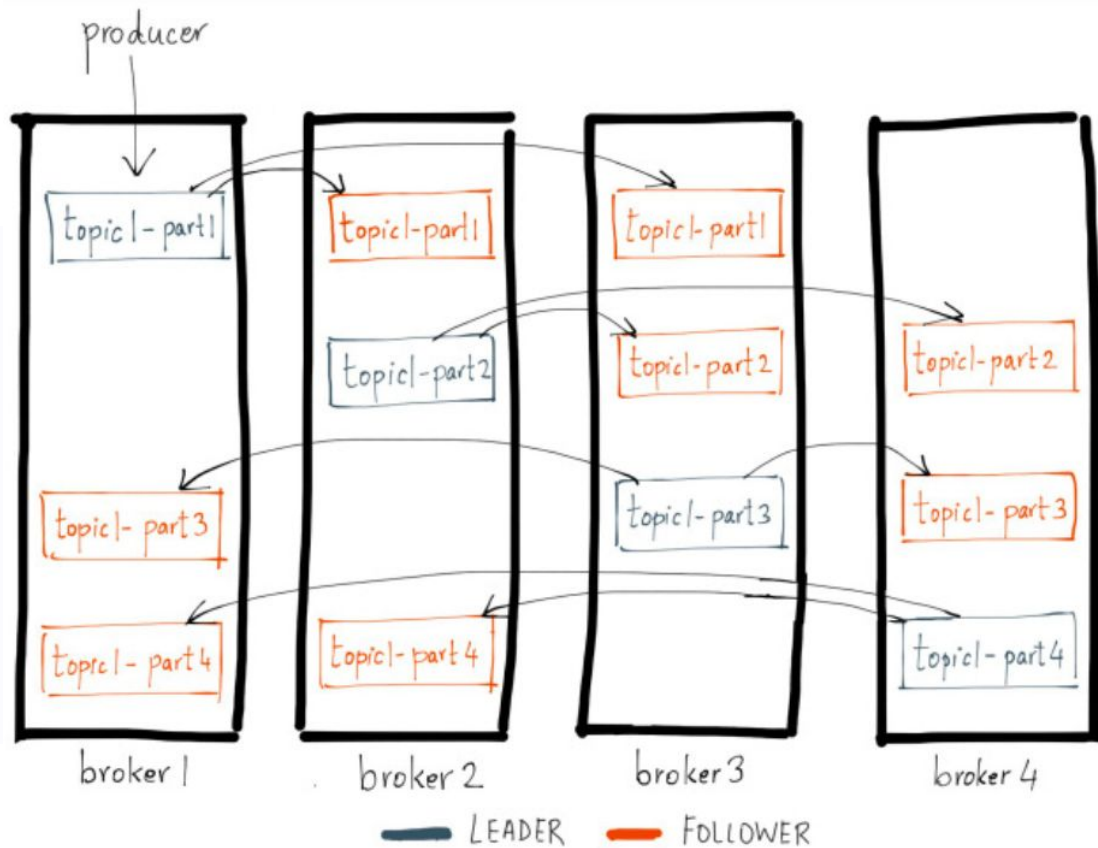 producer
topic1-part1
topic1-part1
topic1-part1
topic1-part2
topic1-part2
topic1-part2
topic1-part3
topic1-part3
topic1-part3
topic1-part4
topic1-part4
topic1-part4
broker 1
broker 2
broker 3
broker 4
LEADER
FOLLOWER